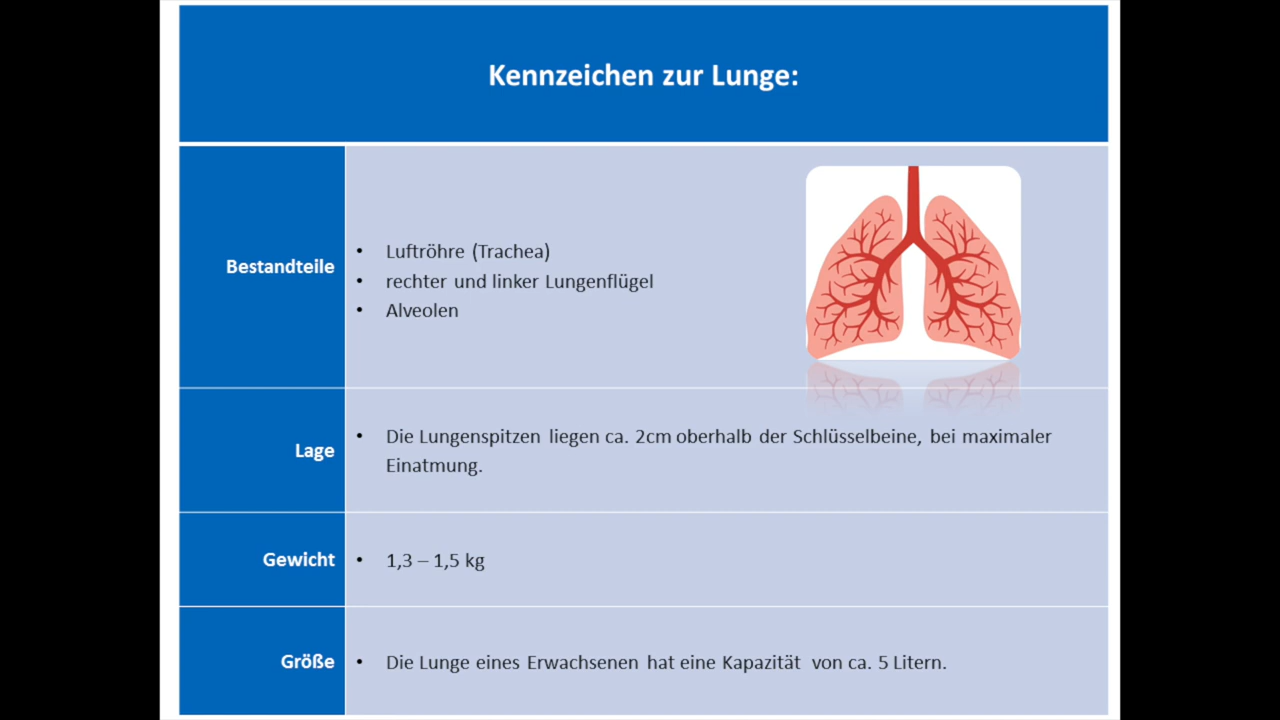 Kennzeichen zur Lunge:
Bestandteile
• Luftröhre (Trachea)
• rechter und linker Lungenflügel
• Alveolen
Lage
• Die Lungenspitzen liegen ca. 2cm oberhalb der Schlüsselbeine, bei maximaler
Einatmung.
Gewicht
• 1,3 – 1,5 kg
Größe
• Die Lunge eines Erwachsenen hat eine Kapazität von ca. 5 Litern.